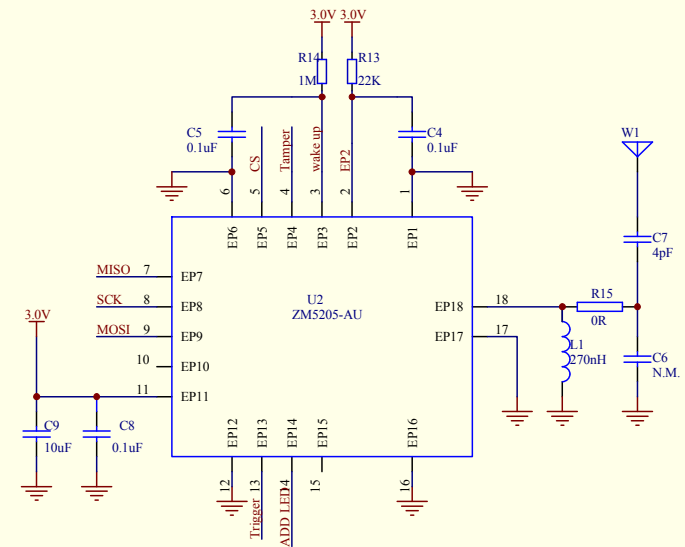 3.0V 3.0V
R14 R13
1M 22K
C5 C4
0.1uF 0.1uF
CS Tamper wake up EP2
6 5 4 3 2 1
EP6 EP5 EP4 EP3 EP2 EP1
W1
C7
4pF
MISO 7 EP7
SCK 8 EP8
MOSI 9 EP9
10 EP10
11 EP11
U2
ZM5205-AU
EP18 18
EP17 17
R15
0R
L1
270nH
C6
N.M.
3.0V
C9 C8
10uF 0.1uF
EP12 EP13 EP14 EP15 EP16
12 13 14 15 16
Trigger ADD LED